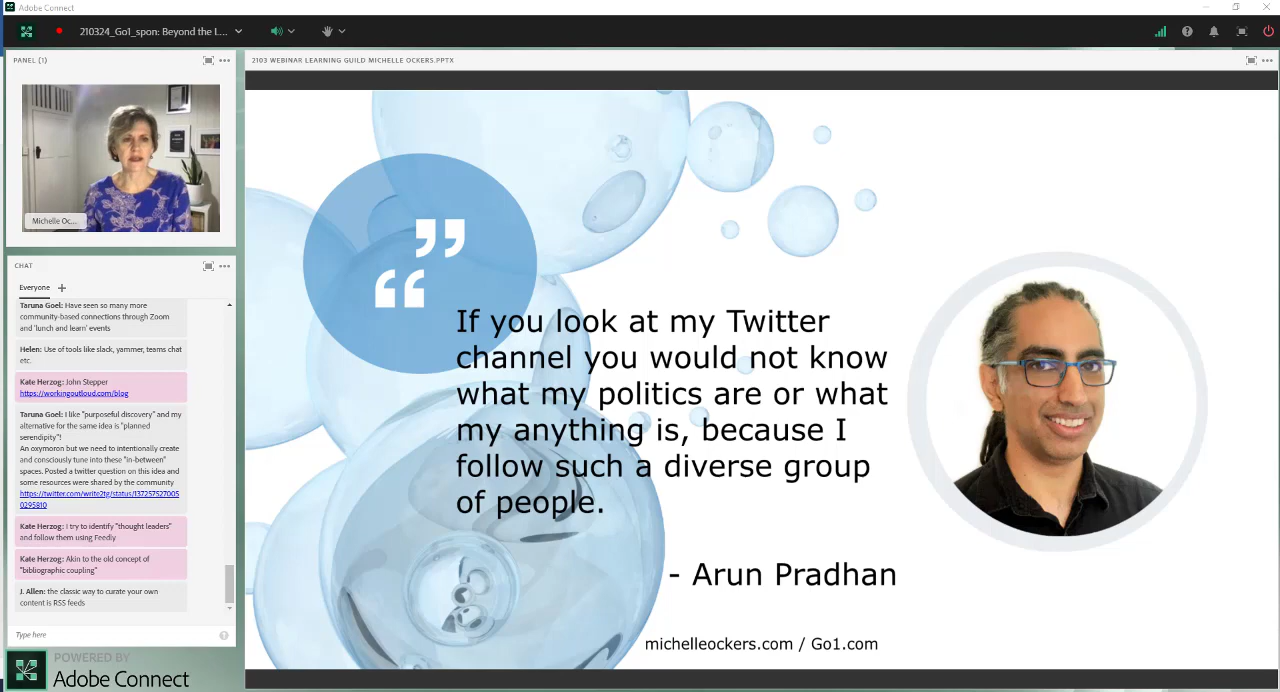 Adobe Connect
210324_Go1_spon: Beyond the L...
PANEL (1)
Michelle Oc...
CHAT
Everyone
Taruna Goel: Have seen so many more
community-based connections through Zoom
and 'lunch and learn' events
Helen: Use of tools like slack, yammer, teams chat
etc.
Kate Herzog: John Stepper
https://workingoutloud.com/blog
Taruna Goel: I like "purposeful discovery" and my
alternative for the same idea is "planned
serendipity"!
An oxymoron but we need to intentionally create
and consciously tune into these "in-between"
spaces. Posted a twitter question on this idea and
some resources were shared by the community
https://twitter.com/write2tg/status/137257527005
0295810
Kate Herzog: I try to identify "thought leaders"
and follow them using Feedly
Kate Herzog: Akin to the old concept of
"bibliographic coupling"
J. Allen: the classic way to curate your own
content is RSS feeds
Type here
POWERED BY
Adobe Connect
2103 WEBINAR LEARNING GUILD MICHELLE OCKERS.PPTX
If you look at my Twitter
channel you would not know
what my politics are or what
my anything is, because I
follow such a diverse group
of people.
- Arun Pradhan
michelleockers.com / Go1.com